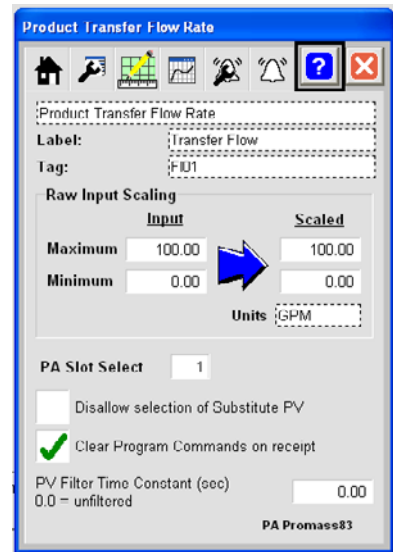 Product Transfer Flow Rate
?
Product Transfer Flow Rate
Label: Transfer Flow
Tag: FI01
Raw Input Scaling
Input Scaled
Maximum 100.00 100.00
Minimum 0.00 0.00
Units GPM
PA Slot Select 1
Disallow selection of Substitute PV
Clear Program Commands on receipt
PV Filter Time Constant (sec)
0.0 = unfiltered 0.00
PA Promass83